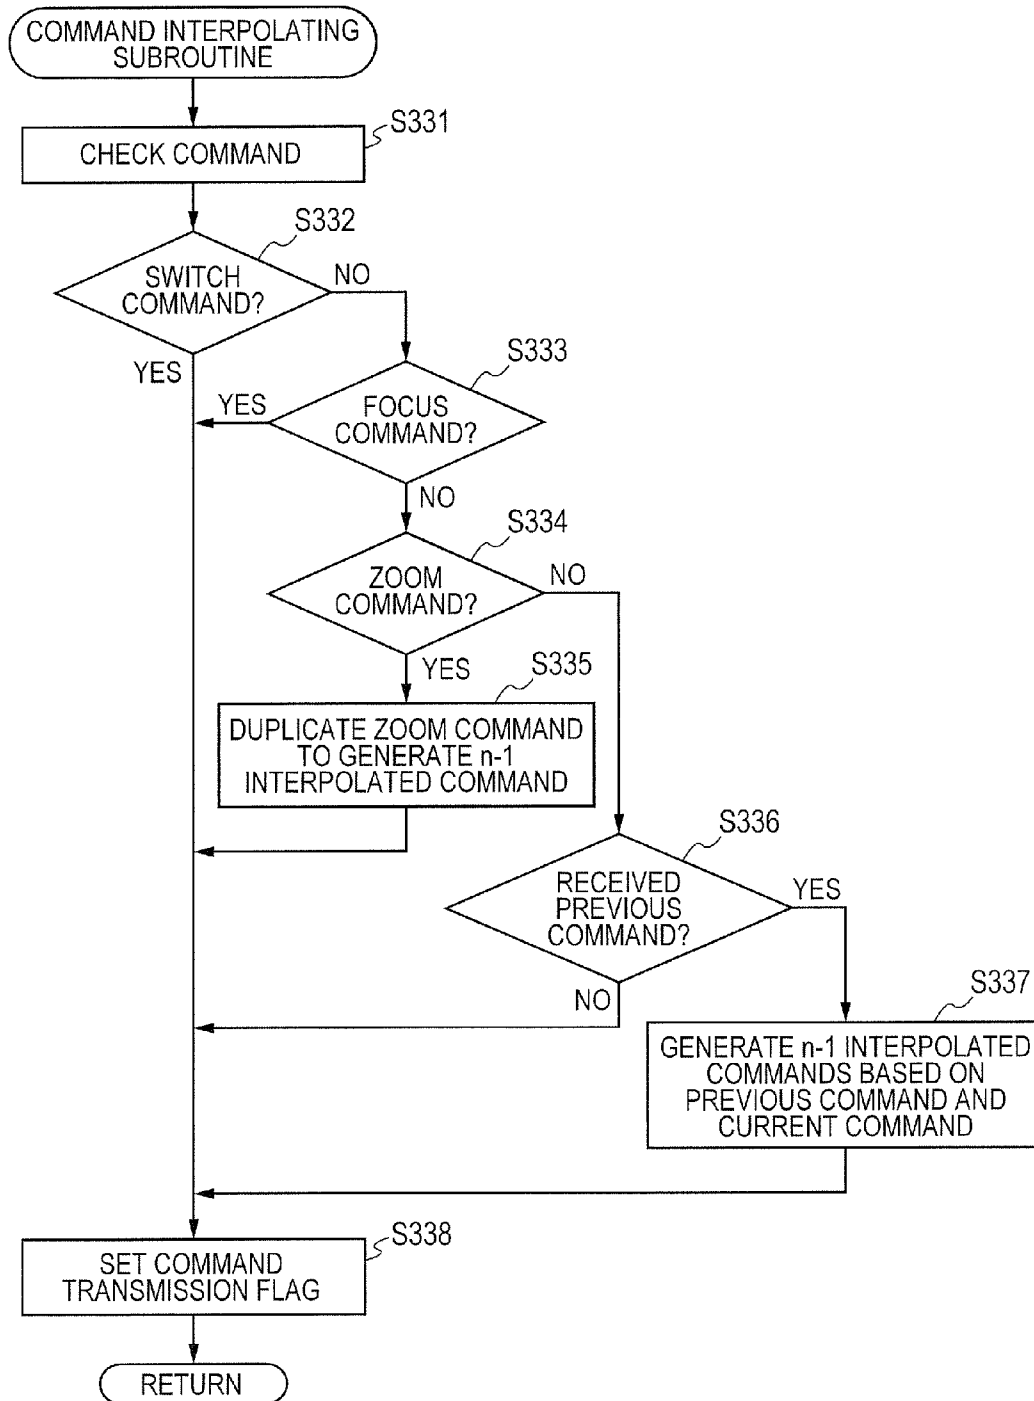 COMMAND INTERPOLATING
SUBROUTINE
S331
CHECK COMMAND
S332
SWITCH
COMMAND?
NO
YES
S333
FOCUS
COMMAND?
YES
NO
S334
ZOOM
COMMAND?
NO
YES
S335
DUPLICATE ZOOM COMMAND
TO GENERATE n-1
INTERPOLATED COMMAND
S336
RECEIVED
PREVIOUS
COMMAND?
YES
NO
S337
GENERATE n-1 INTERPOLATED
COMMANDS BASED ON
PREVIOUS COMMAND AND
CURRENT COMMAND
S338
SET COMMAND
TRANSMISSION FLAG
RETURN